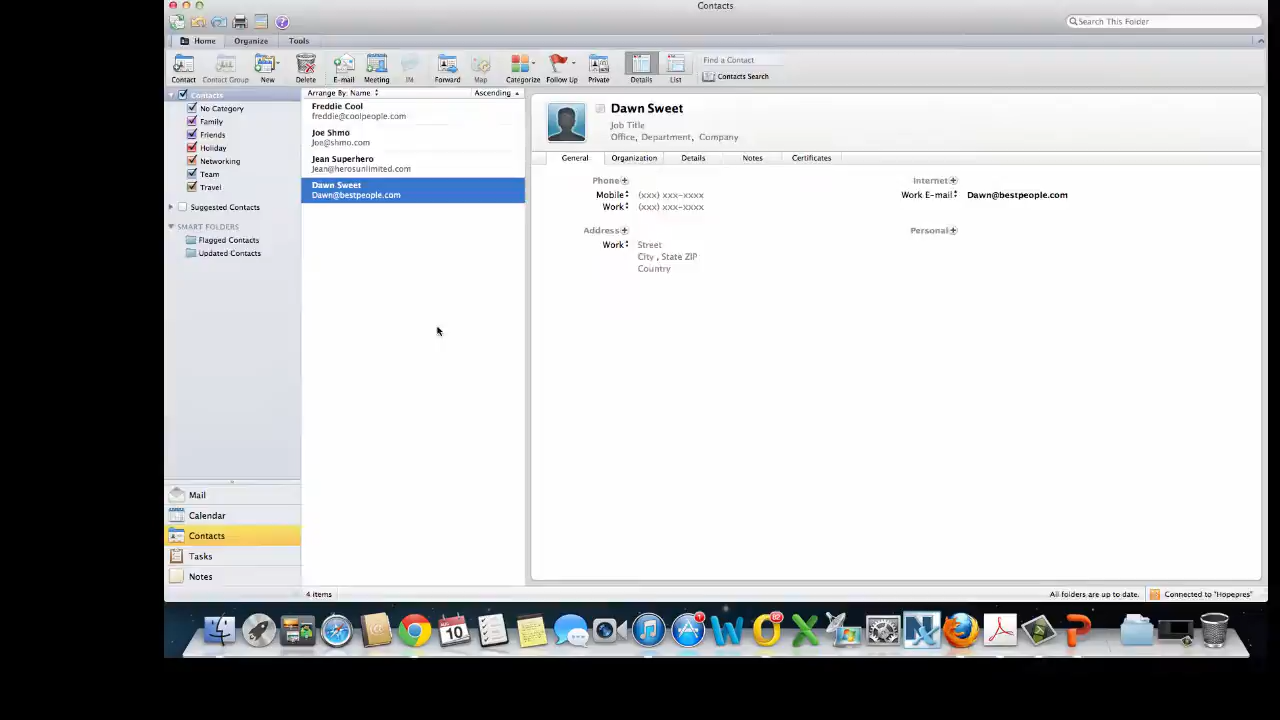 Contacts
Search This Folder
Home Organize Tools
Contact Contact Group New Delete E-mail Meeting IM Forward Map Categorize Follow Up Private Details List
Find a Contact
Contacts Search
Contacts
No Category
Family
Friends
Holiday
Networking
Team
Travel
Suggested Contacts
SMART FOLDERS
Flagged Contacts
Updated Contacts
Mail
Calendar
Contacts
Tasks
Notes
Arrange By: Name Ascending
Freddie Cool
freddie@coolpeople.com
Joe Shmo
Joe@shmo.com
Jean Superhero
Jean@herosunlimited.com
Dawn Sweet
Dawn@bestpeople.com
Dawn Sweet
Job Title
Office, Department, Company
General Organization Details Notes Certificates
Phone
Mobile: (xxx) xxx-xxxx
Work: (xxx) xxx-xxxx
Address
Work: Street
City , State ZIP
Country
Internet
Work E-mail: Dawn@bestpeople.com
Personal
4 items
All folders are up to date.
Connected to "Hopepres"
10
1
62